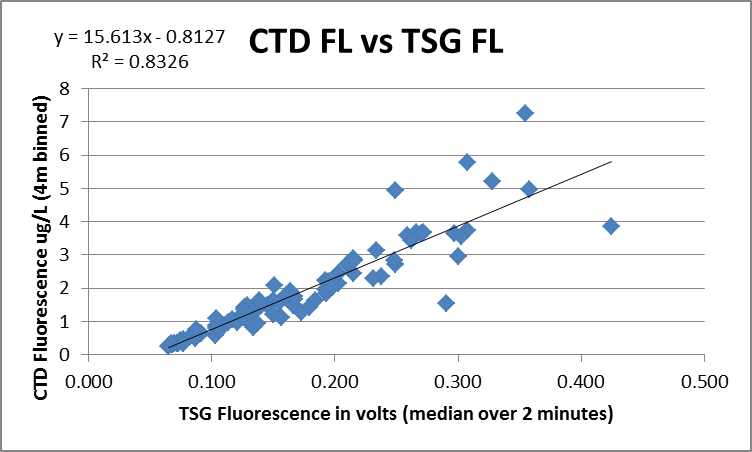 y = 15.613x - 0.8127
R² = 0.8326
CTD FL vs TSG FL
CTD Fluorescence ug/L (4m binned)
8
7
6
5
4
3
2
1
0
0.000 0.100 0.200 0.300 0.400 0.500
TSG Fluorescence in volts (median over 2 minutes)